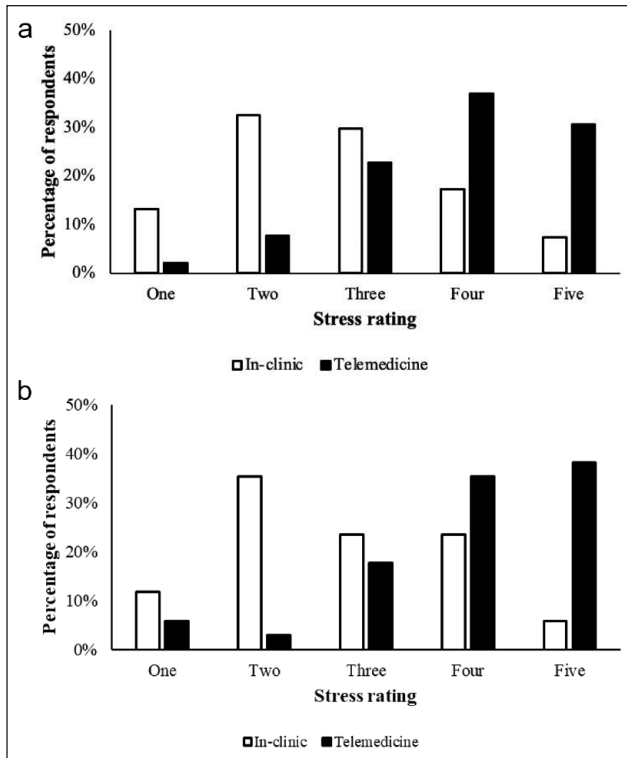 a
50%
40%
30%
20%
10%
0%
Percentage of respondents
One Two Three Four Five
Stress rating
In-clinic Telemedicine
b
50%
40%
30%
20%
10%
0%
Percentage of respondents
One Two Three Four Five
Stress rating
In-clinic Telemedicine